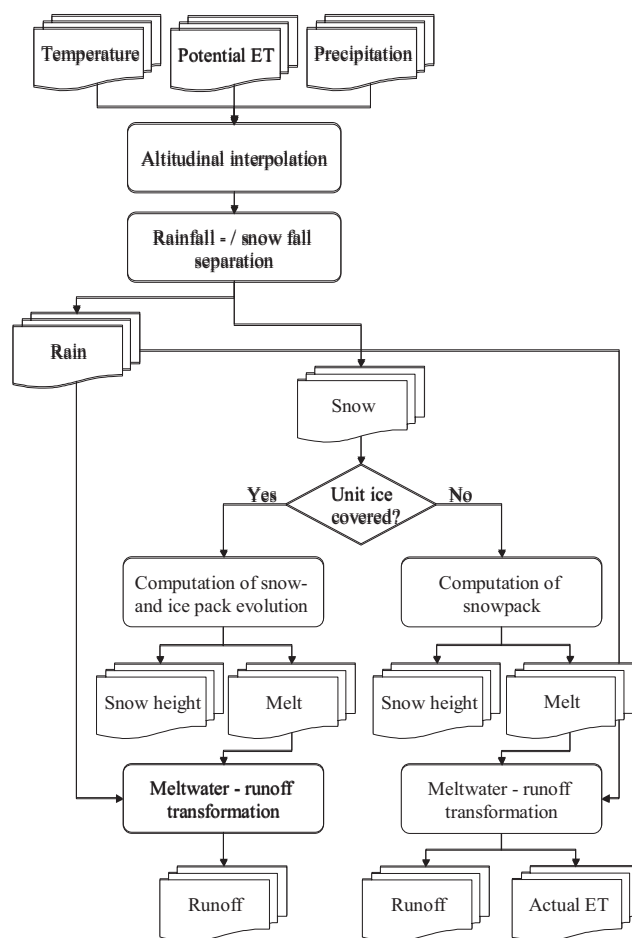 Temperature
Potential ET
Precipitation
Altitudinal interpolation
Rainfall - / snow fall
separation
Rain
Snow
Yes
Unit ice
covered?
No
Computation of snow-
and ice pack evolution
Computation of
snowpack
Snow height
Melt
Snow height
Melt
Meltwater - runoff
transformation
Meltwater - runoff
transformation
Runoff
Runoff
Actual ET